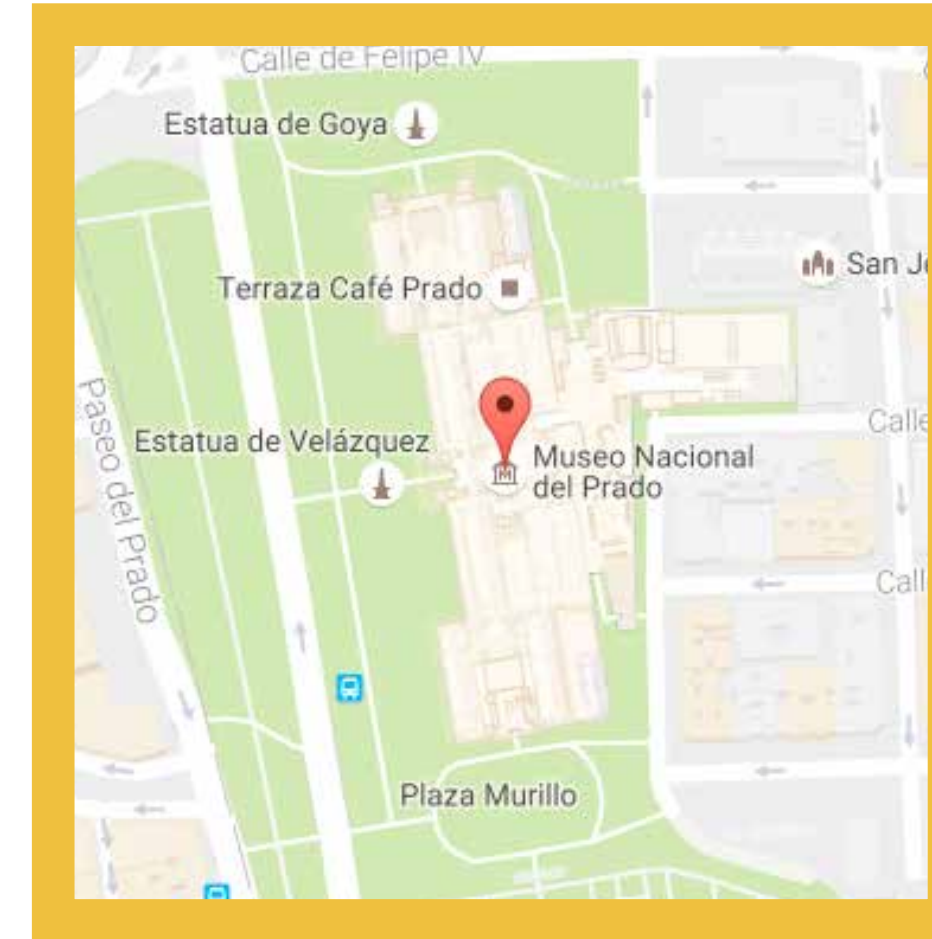 Calle de Felipe IV
Estatua de Goya
San Je
Terraza Café Prado
Paseo del Prado
Calle
Estatua de Velázquez
Museo Nacional
del Prado
Call
Plaza Murillo